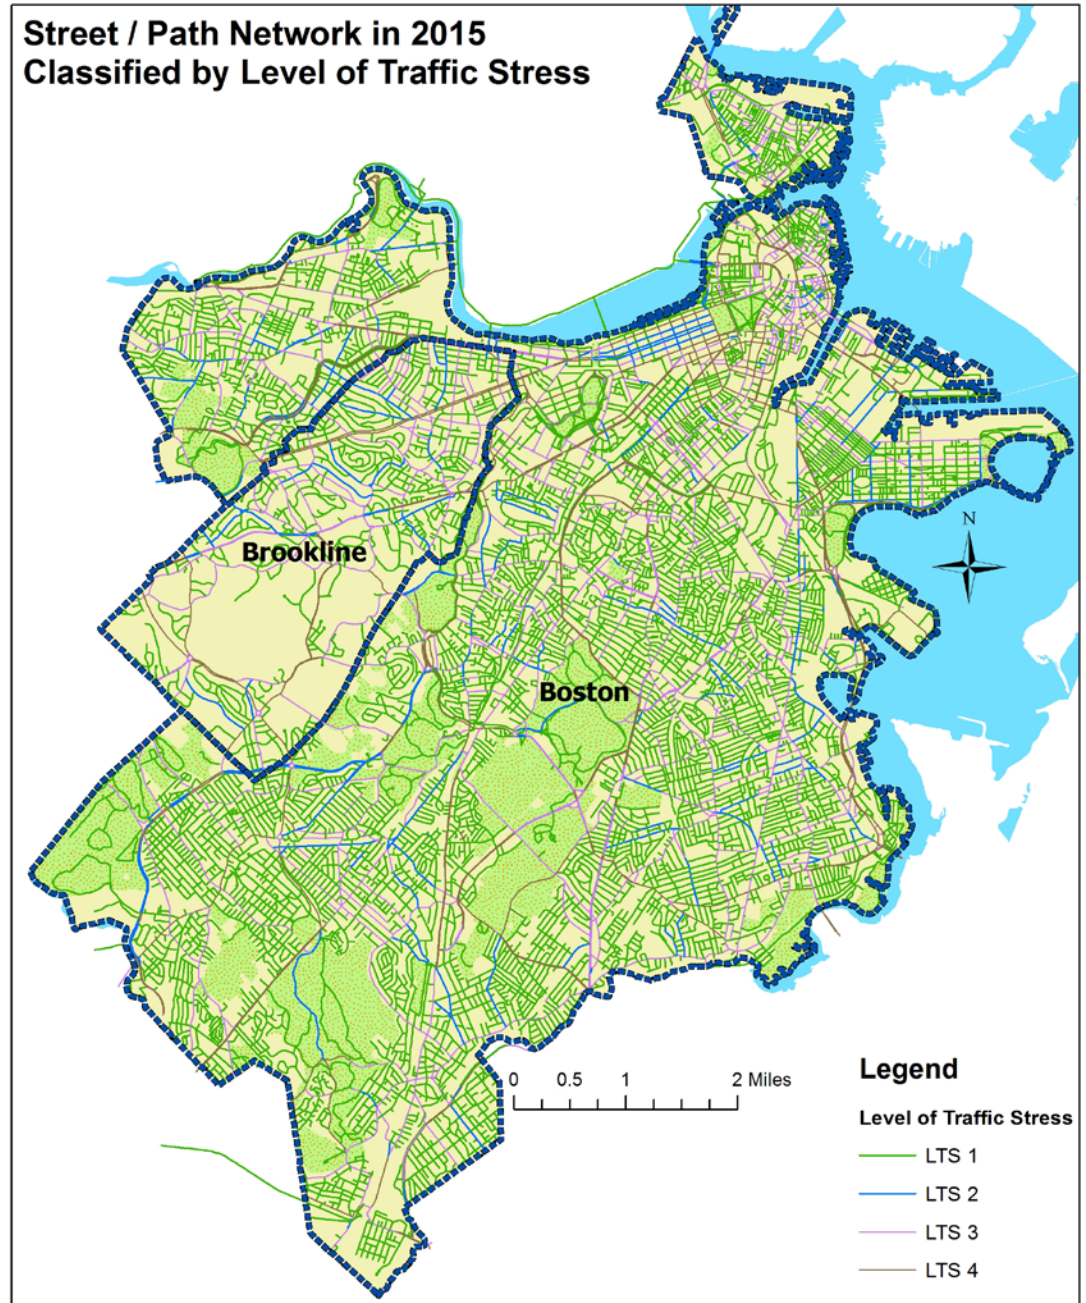 Street / Path Network in 2015
Classified by Level of Traffic Stress
Brookline
N
Boston
0 0.5 1 2 Miles
Legend
Level of Traffic Stress
LTS 1
LTS 2
LTS 3
LTS 4